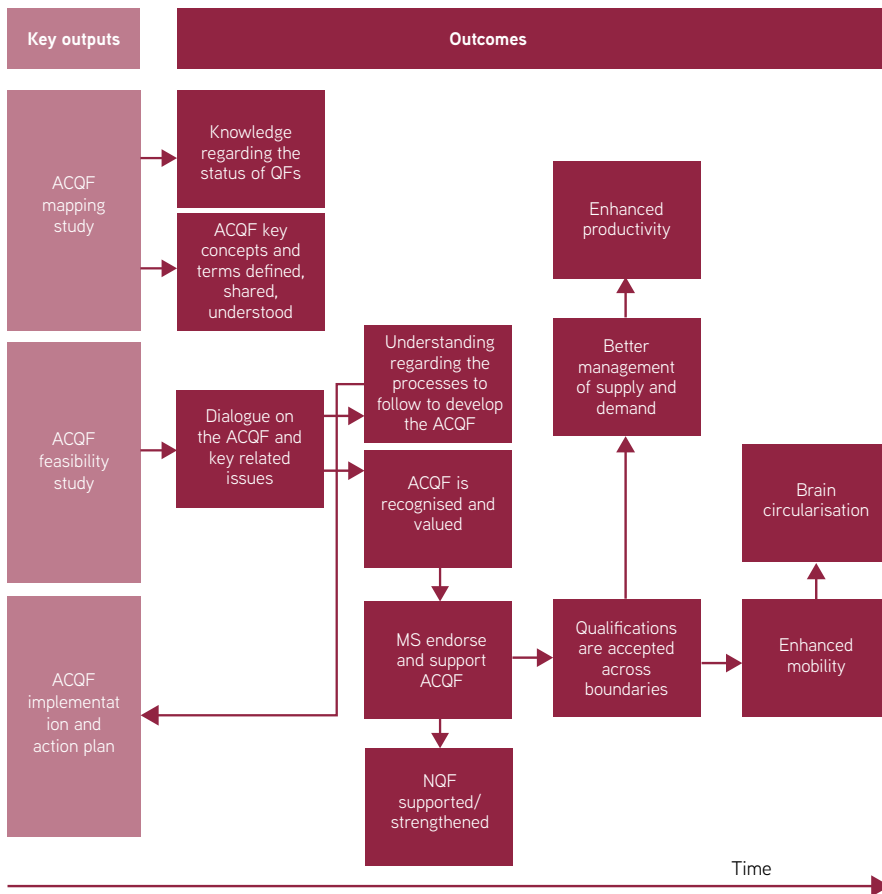 Key outputs
Outcomes
ACQF
mapping
study
Knowledge
regarding the
status of QFs
ACQF key
concepts and
terms defined,
shared,
understood
ACQF
feasibility
study
Dialogue on
the ACQF and
key related
issues
Understanding
regarding the
processes to
follow to develop
the ACQF
ACQF is
recognised and
valued
Enhanced
productivity
Better
management
of supply and
demand
Brain
circularisation
ACQF
implementat
ion and
action plan
MS endorse
and support
ACQF
Qualifications
are accepted
across
boundaries
Enhanced
mobility
NQF
supported/
strengthened
Time